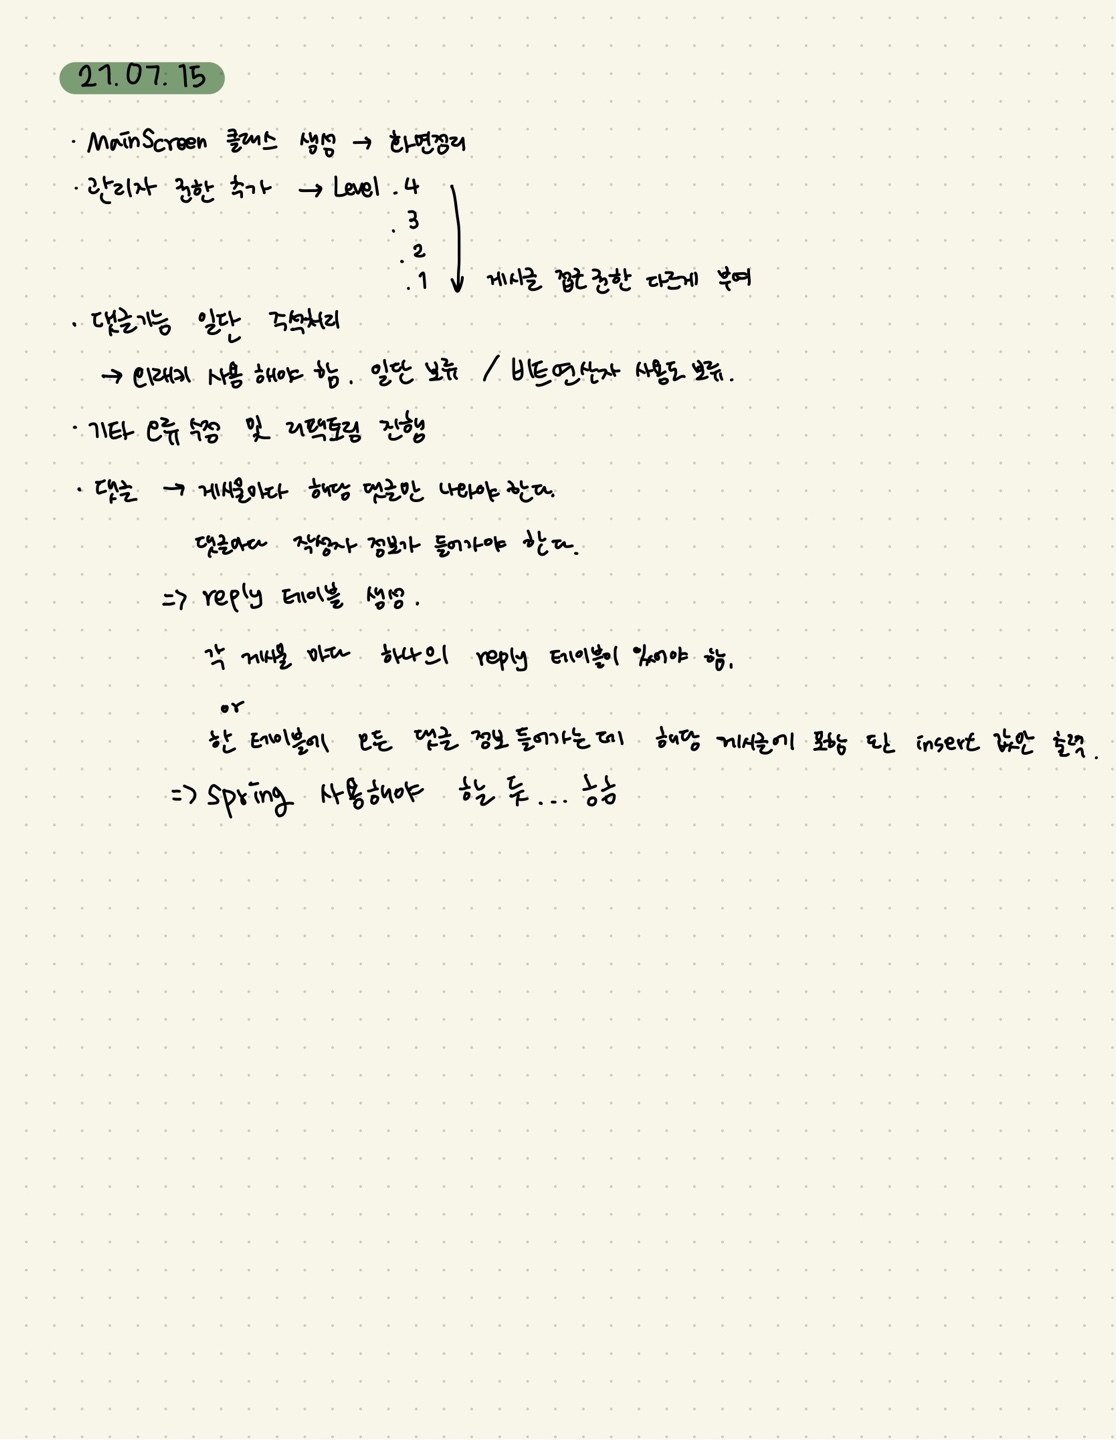 21.07.15
· MainScreen 클래스 생성 → 화면정리
· 관리자 권한 추가 → Level . 4
. 3
. 2
. 1 게시글 접근 권한 다르게 부여
· 댓글기능 일단 주석처리
→ 외래키 사용 해야 함. 일단 보류 / 비트연산자 사용도 보류.
· 기타 오류 수정 및 리팩토링 진행
· 댓글 → 게시물마다 해당 댓글만 나와야 한다.
댓글마다 작성자 정보가 들어가야 한다.
=> reply 테이블 생성.
각 게시물 마다 하나의 reply 테이블이 있어야 함.
or
한 테이블에 모든 댓글 정보 들어가는데 해당 게시글에 포함 된 insert 값만 출력.
=> spring 사용해야 할 듯... 흠흠